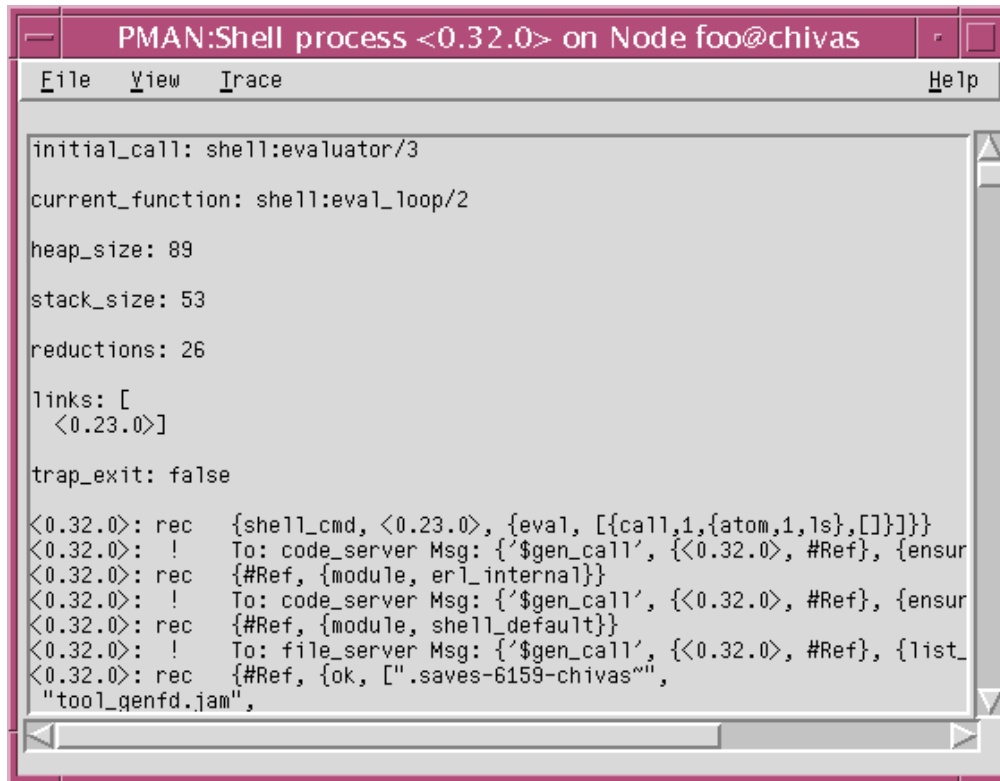 PMAN:Shell process <0.32.0> on Node foo@chivas
File View Trace Help
initial_call: shell:evaluator/3
current_function: shell:eval_loop/2
heap_size: 89
stack_size: 53
reductions: 26
links: [
<0.23.0>]
trap_exit: false
<0.32.0>: rec {shell_cmd, <0.23.0>, {eval, [{call,1,{atom,1,ls},[]}]}}
<0.32.0>: ! To: code_server Msg: {'$gen_call', {<0.32.0>, #Ref}, {ensur
<0.32.0>: rec {#Ref, {module, erl_internal}}
<0.32.0>: ! To: code_server Msg: {'$gen_call', {<0.32.0>, #Ref}, {ensur
<0.32.0>: rec {#Ref, {module, shell_default}}
<0.32.0>: ! To: file_server Msg: {'$gen_call', {<0.32.0>, #Ref}, {list_
<0.32.0>: rec {#Ref, {ok, [".saves-6159-chivas~",
"tool_genfd.jam",